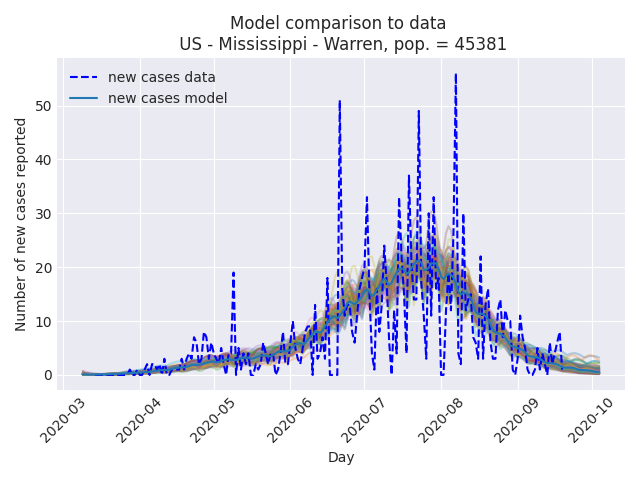 Model comparison to data
US - Mississippi - Warren, pop. = 45381
new cases data
new cases model
Number of new cases reported
50
40
30
20
10
0
2020-03
2020-04
2020-05
2020-06
2020-07
2020-08
2020-09
2020-10
Day